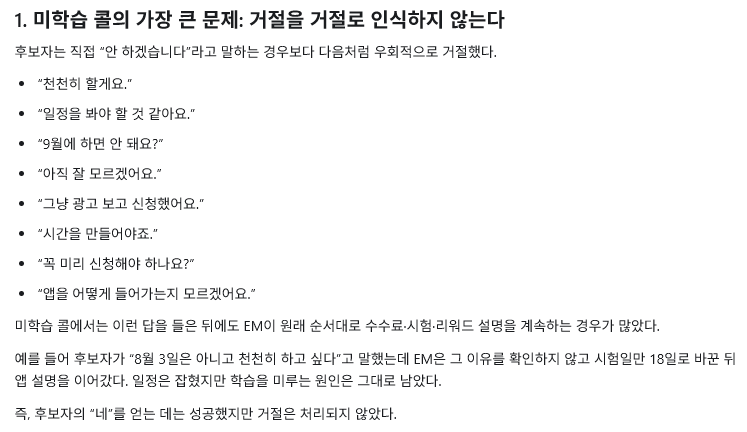 1. 미학습 콜의 가장 큰 문제: 거절을 거절로 인식하지 않는다
후보자는 직접 “안 하겠습니다”라고 말하는 경우보다 다음처럼 우회적으로 거절했다.
• “천천히 할게요.”
• “일정을 봐야 할 것 같아요.”
• “9월에 하면 안 돼요?”
• “아직 잘 모르겠어요.”
• “그냥 광고 보고 신청했어요.”
• “시간을 만들어야죠.”
• “꼭 미리 신청해야 하나요?”
• “앱을 어떻게 들어가는지 모르겠어요.”
미학습 콜에서는 이런 답을 들은 뒤에도 EM이 원래 순서대로 수수료·시험·리워드 설명을 계속하는 경우가 많았다.
예를 들어 후보자가 “8월 3일은 아니고 천천히 하고 싶다”고 말했는데 EM은 그 이유를 확인하지 않고 시험일만 18일로 바꾼 뒤
앱 설명을 이어갔다. 일정은 잡혔지만 학습을 미루는 원인은 그대로 남았다.
즉, 후보자의 “네”를 얻는 데는 성공했지만 거절은 처리되지 않았다.